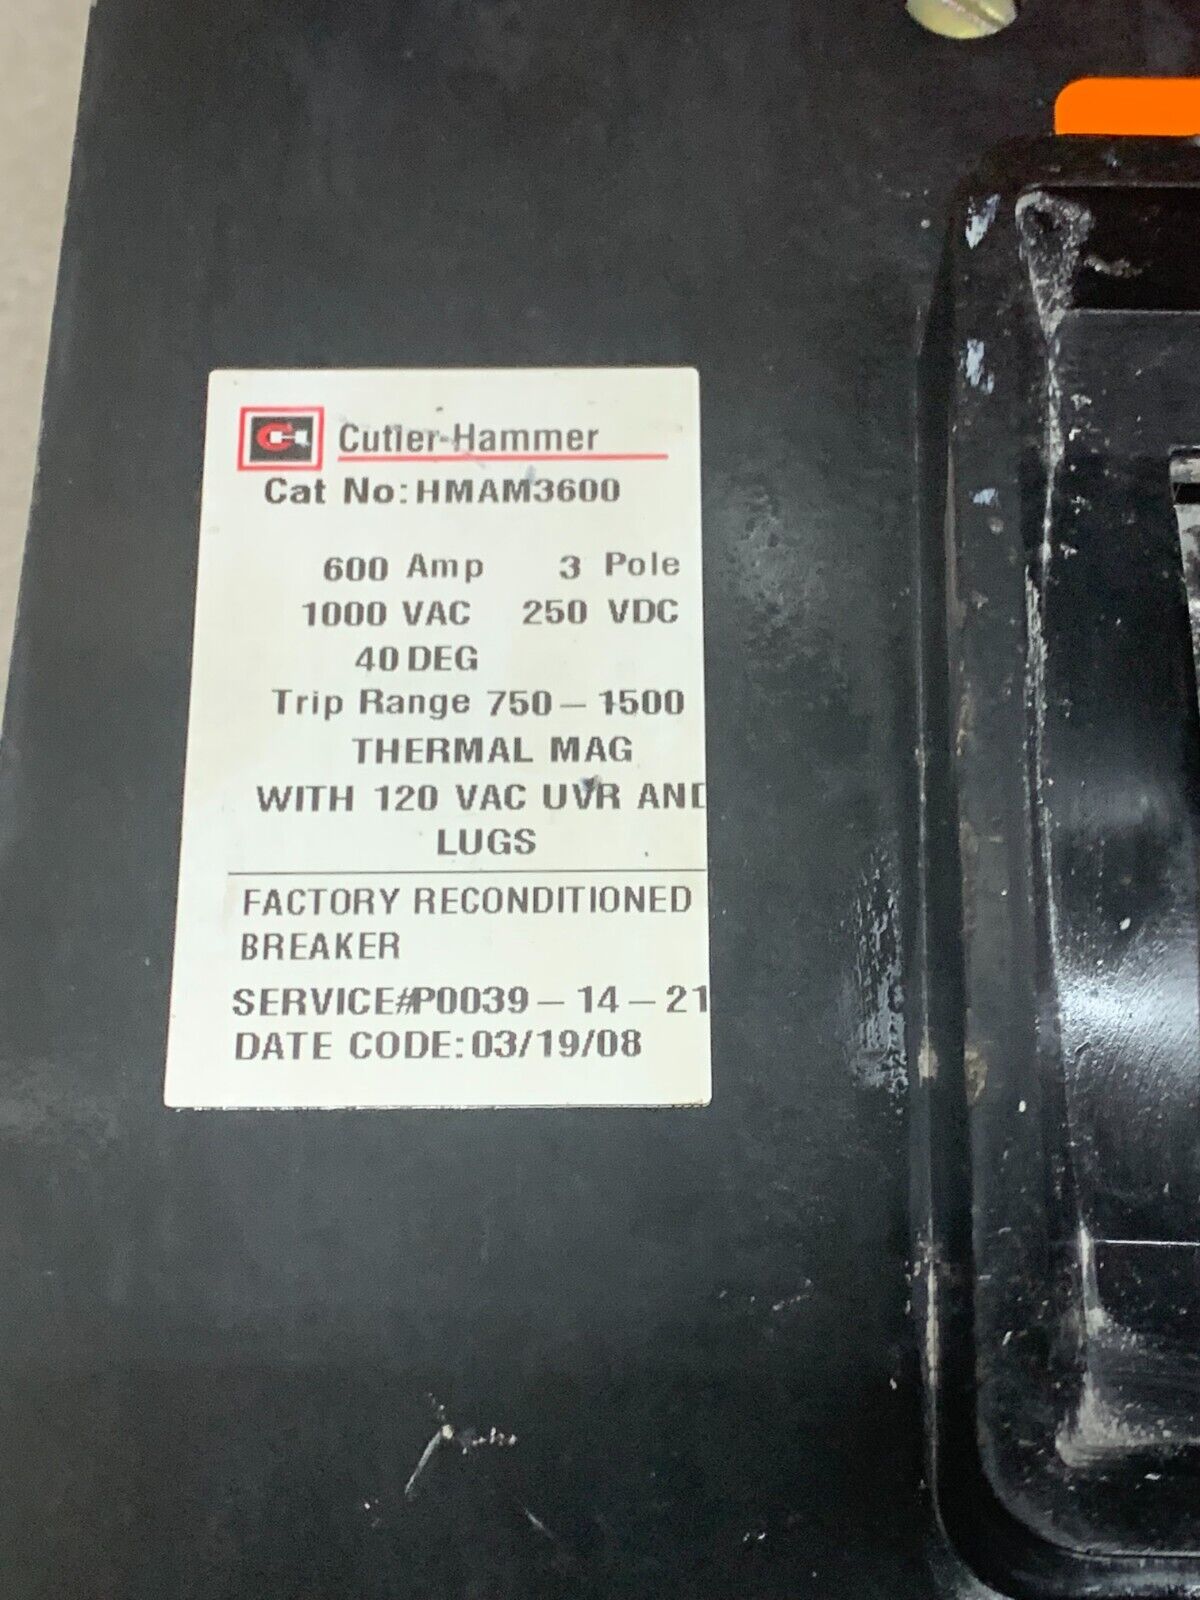 Cutler-Hammer
Cat No: HMAM3600
600 Amp 3 Pole
1000 VAC 250 VDC
40 DEG
Trip Range 750 - 1500
THERMAL MAG
WITH 120 VAC UVR AND
LUGS
FACTORY RECONDITIONED
BREAKER
SERVICE#P0039 - 14 - 21
DATE CODE: 03/19/08